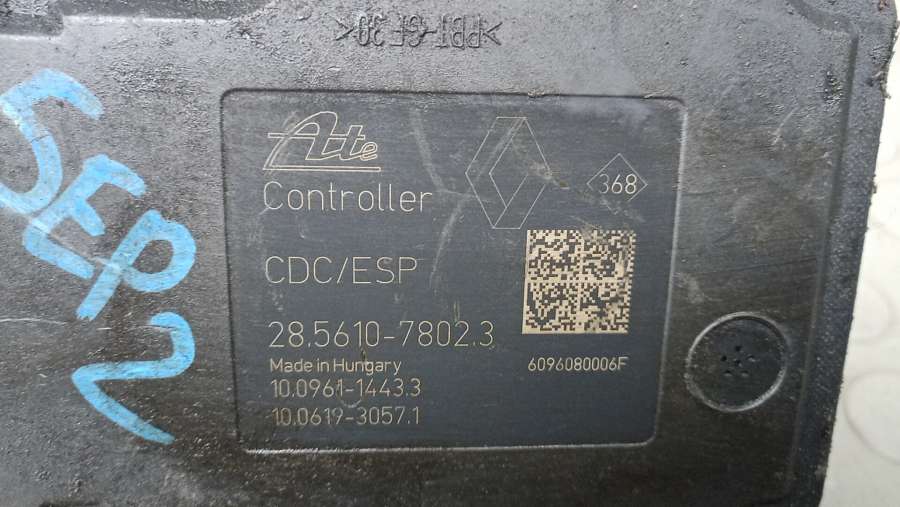 >PBT-GF30<
SEP2
Ate
Controller
368
CDC/ESP
28.5610-7802.3
Made in Hungary
6096080006F
10.0961-1443.3
10.0619-3057.1